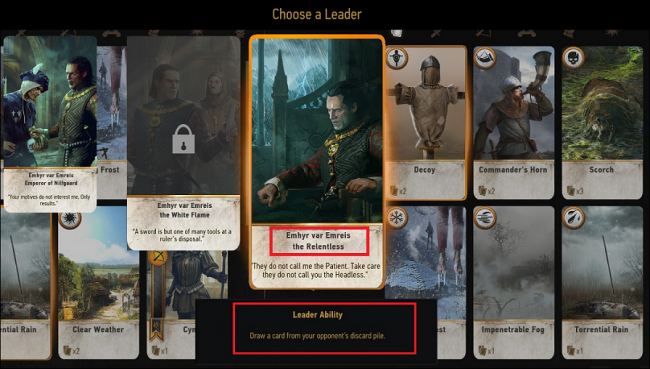 Choose a Leader
Emhyr var Emreis
Emperor of Nilfgaard
"Your motives do not interest me. Only
results."
Emhyr var Emreis
the White Flame
"A sword is but one of many tools at a
ruler's disposal."
Emhyr var Emreis
the Relentless
"They do not call me the Patient. Take care
they do not call you the Headless."
Frost
Decoy
x2
Commander's Horn
x2
Scorch
x3
ential Rain
Clear Weather
x2
Cyn
x1
ost
Impenetrable Fog
x1
Torrential Rain
x1
Leader Ability
Draw a card from your opponent's discard pile.